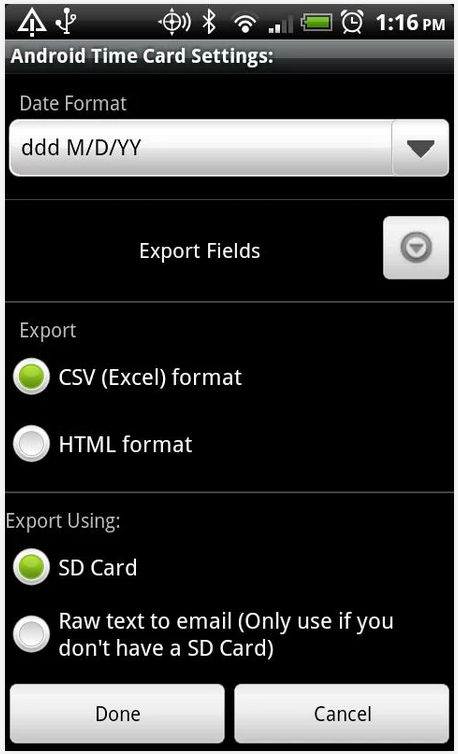 1:16 PM
Android Time Card Settings:
Date Format
ddd M/D/YY
Export Fields
Export
CSV (Excel) format
HTML format
Export Using:
SD Card
Raw text to email (Only use if you
don't have a SD Card)
Done
Cancel